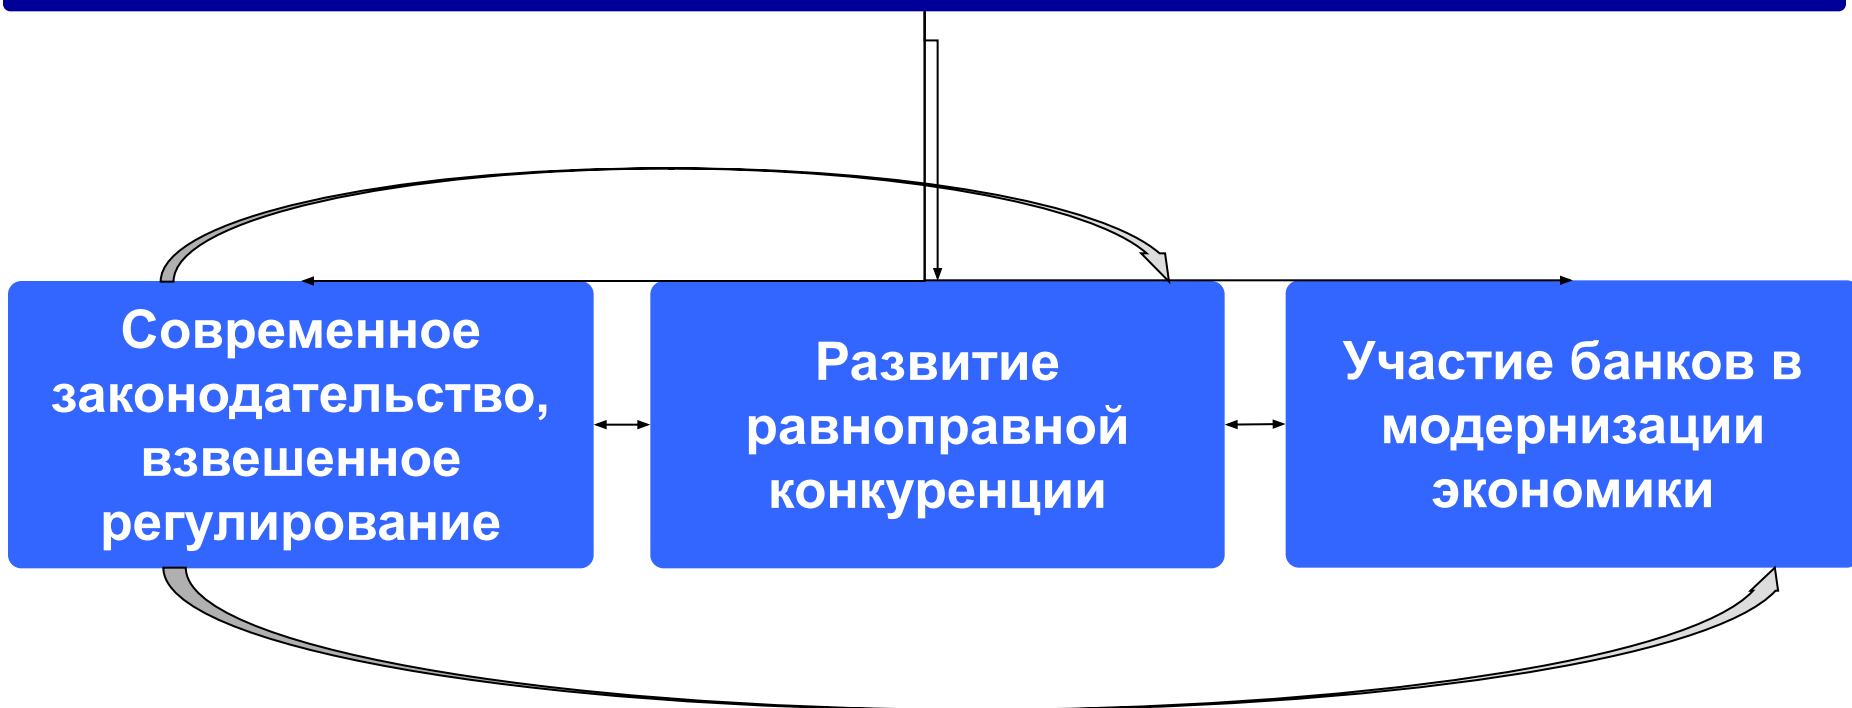 Современное
законодательство,
взвешенное
регулирование
Развитие
равноправной
конкуренции
Участие банков в
модернизации
экономики